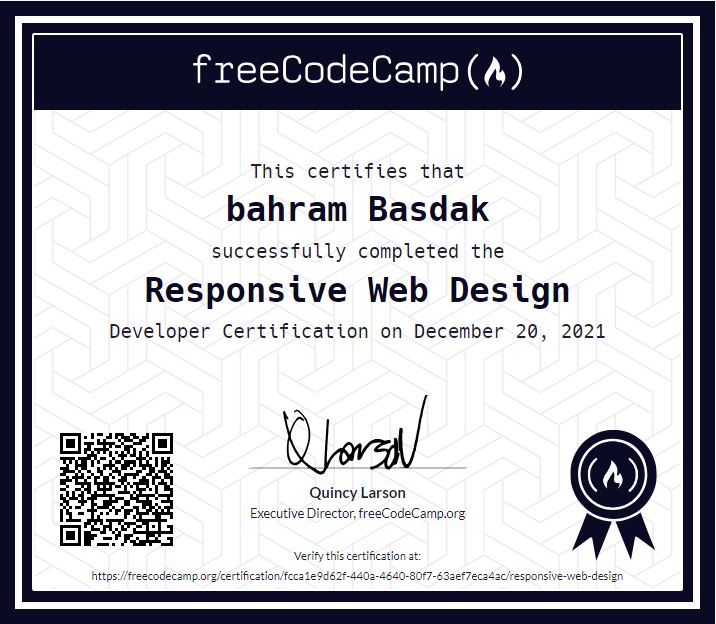 freeCodeCamp
This certifies that
bahram Basdak
successfully completed the
Responsive Web Design
Developer Certification on December 20, 2021
Quincy Larson
Executive Director, freeCodeCamp.org
Verify this certification at:
https://freecodecamp.org/certification/fcca1e9d62f-440a-4640-80f7-63aef7eca4ac/responsive-web-design